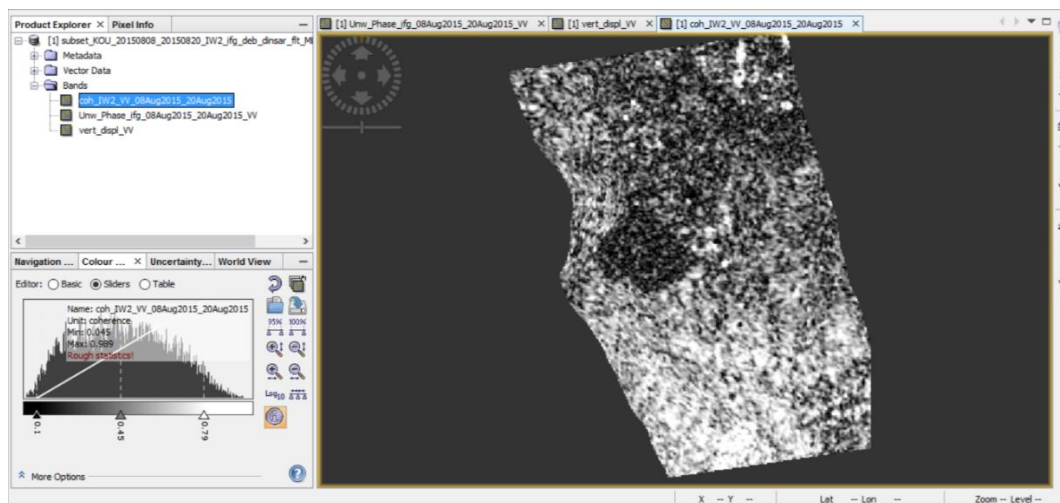 Product Explorer × Pixel Info
[1] Unw_Phase_ifg_08Aug2015_20Aug2015_VV × [1] vert_displ_VV × [1] coh_IW2_VV_08Aug2015_20Aug2015 ×
[1] subset_KOU_20150808_20150820_IW2_ifg_deb_dinsar_flt_Ml
Metadata
Vector Data
Bands
coh_IW2_VV_08Aug2015_20Aug2015
Unw_Phase_ifg_08Aug2015_20Aug2015_VV
vert_displ_VV
Navigation ... Colour ... × Uncertainty... World View
Editor: Basic Sliders Table
Name: coh_IW2_VV_08Aug2015_20Aug2015
Unit: coherence
Min: 0.045
Max: 0.989
Rough statistics!
95% 100%
Log10
0.1 0.45 0.79
More Options
X -- Y -- Lat -- Lon -- Zoom -- Level --